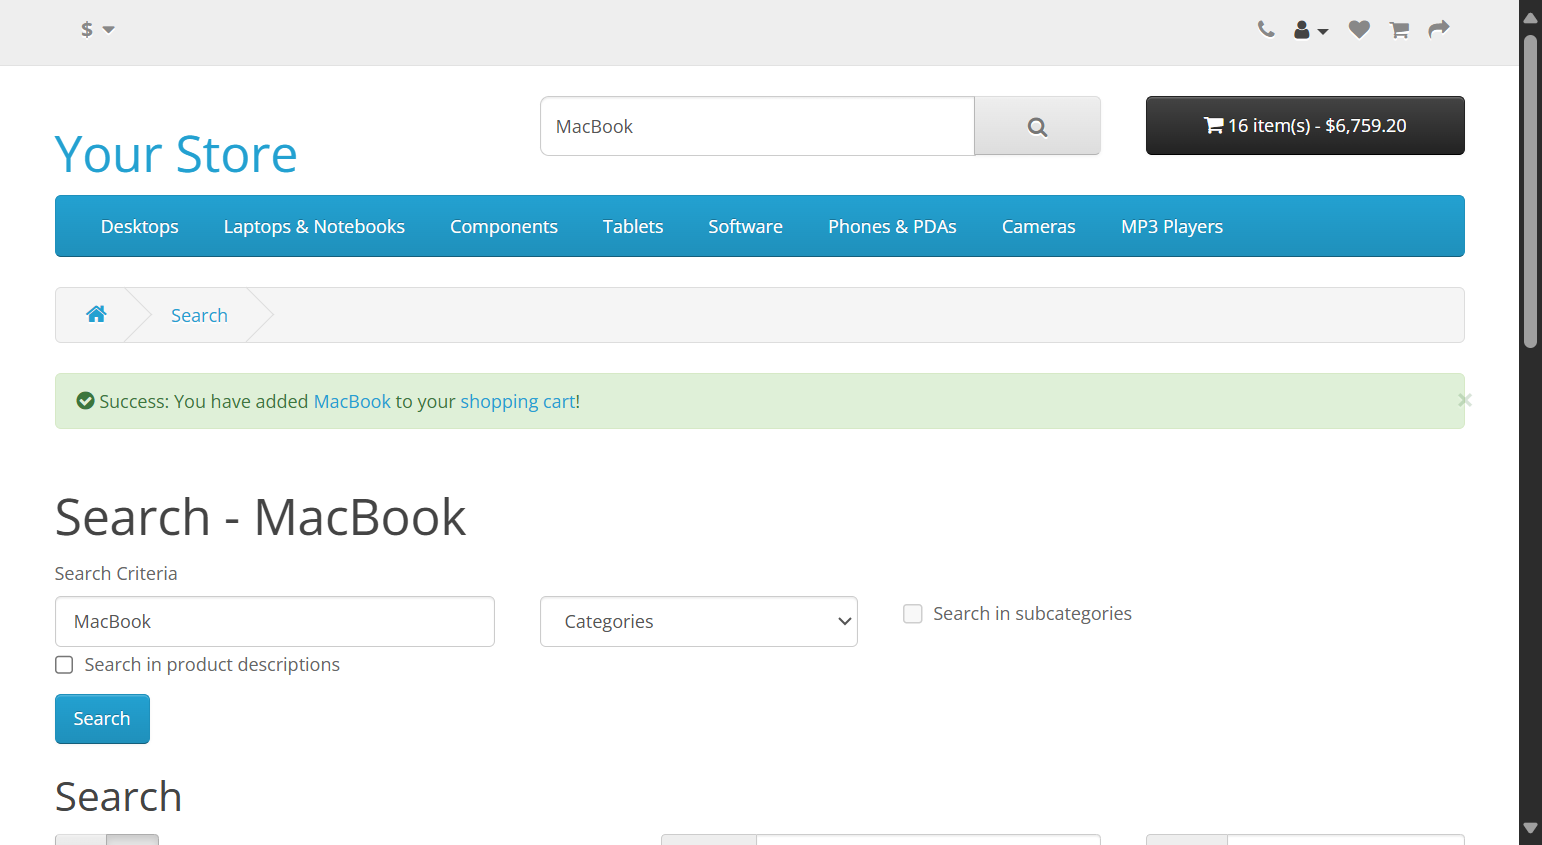 $
MacBook
16 item(s) - $6,759.20
Your Store
Desktops
Laptops & Notebooks
Components
Tablets
Software
Phones & PDAs
Cameras
MP3 Players
Search
Success: You have added MacBook to your shopping cart!
×
Search - MacBook
Search Criteria
MacBook
Categories
Search in subcategories
Search in product descriptions
Search
Search